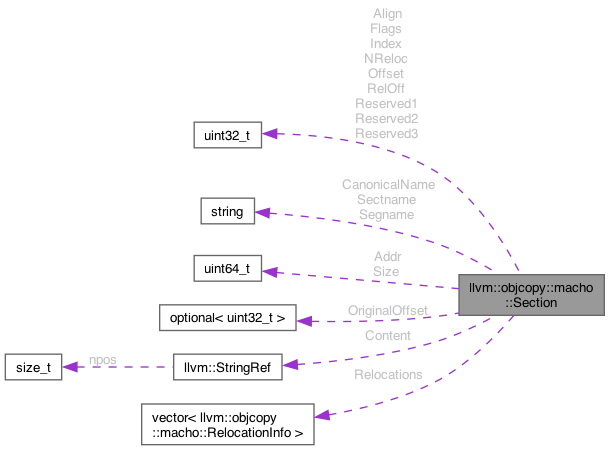 Align
Flags
Index
NReloc
Offset
RelOff
Reserved1
Reserved2
Reserved3
uint32_t
CanonicalName
Sectname
Segname
string
Addr
Size
uint64_t
llvm::objcopy::macho
::Section
OriginalOffset
optional< uint32_t >
Content
npos
size_t
llvm::StringRef
Relocations
vector< llvm::objcopy
::macho::RelocationInfo >